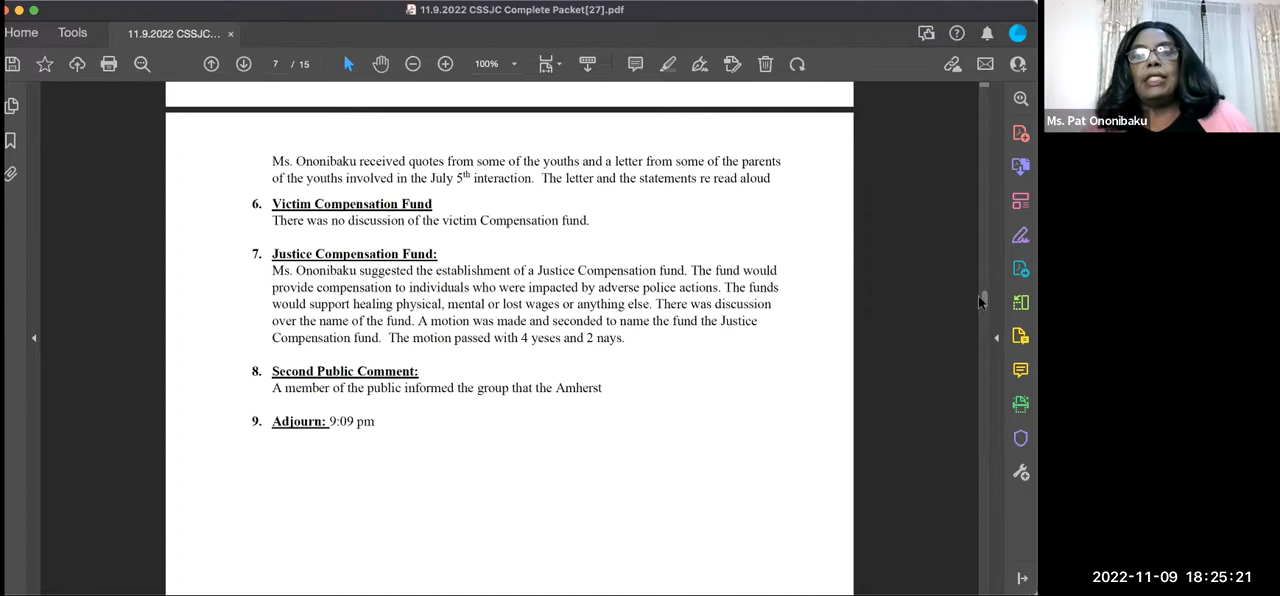 11.9.2022 CSSJC Complete Packet[27].pdf
Home Tools 11.9.2022 CSSJC... ×
7 / 15 100%
Ms. Ononibaku received quotes from some of the youths and a letter from some of the parents
of the youths involved in the July 5th interaction. The letter and the statements re read aloud
6. Victim Compensation Fund
There was no discussion of the victim Compensation fund.
7. Justice Compensation Fund:
Ms. Ononibaku suggested the establishment of a Justice Compensation fund. The fund would
provide compensation to individuals who were impacted by adverse police actions. The funds
would support healing physical, mental or lost wages or anything else. There was discussion
over the name of the fund. A motion was made and seconded to name the fund the Justice
Compensation fund. The motion passed with 4 yeses and 2 nays.
8. Second Public Comment:
A member of the public informed the group that the Amherst
9. Adjourn: 9:09 pm
Ms. Pat Ononibaku
2022-11-09 18:25:21